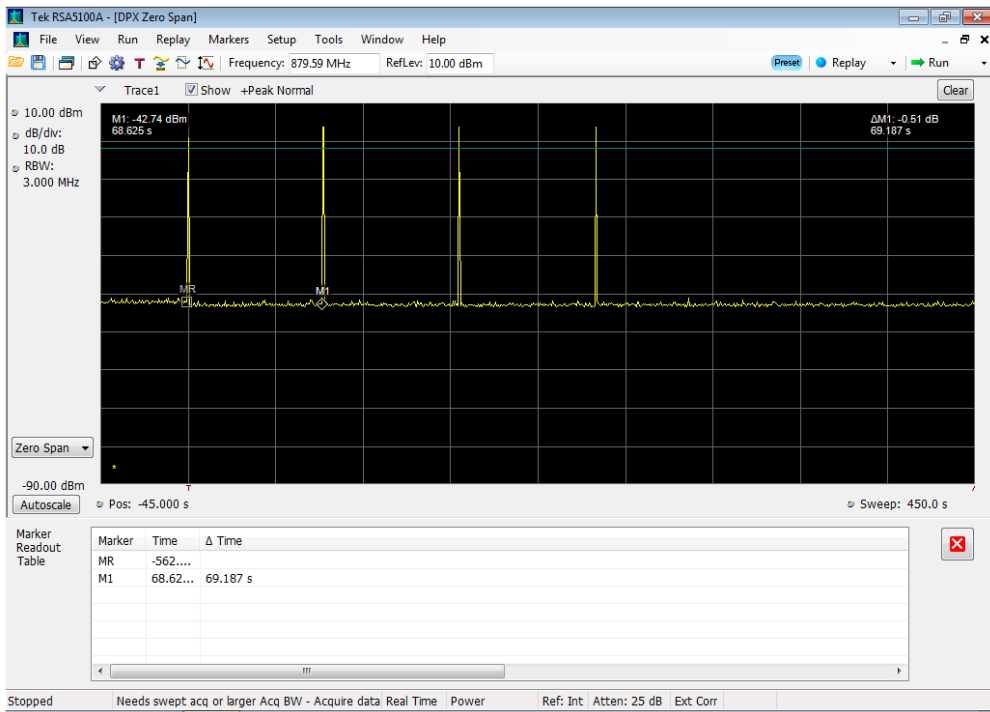 Tek RSA5100A - [DPX Zero Span]
File View Run Replay Markers Setup Tools Window Help
T Frequency: 879.59 MHz RefLev: 10.00 dBm Preset Replay Run
Trace1 Show +Peak Normal Clear
10.00 dBm
dB/div:
10.0 dB
RBW:
3.000 MHz
M1: -42.74 dBm
68.625 s
ΔM1: -0.51 dB
69.187 s
MR
M1
*
Zero Span
-90.00 dBm
T
Autoscale Pos: -45.000 s Sweep: 450.0 s
Marker
Readout
Table
Marker Time Δ Time
MR -562....
M1 68.62... 69.187 s
Stopped Needs swept acq or larger Acq BW - Acquire data Real Time Power Ref: Int Atten: 25 dB Ext Corr